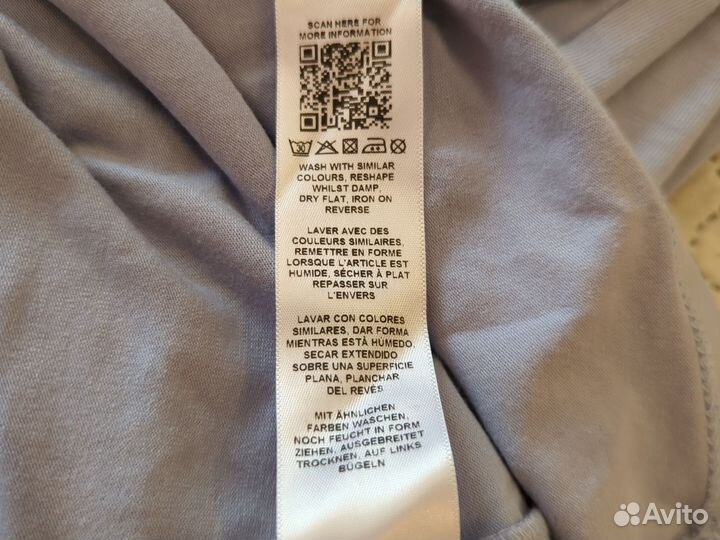 SCAN HERE FOR
MORE INFORMATION
30
WASH WITH SIMILAR
COLOURS, RESHAPE
WHILST DAMP,
DRY FLAT, IRON ON
REVERSE
LAVER AVEC DES
COULEURS SIMILAIRES,
REMETTRE EN FORME
LORSQUE L'ARTICLE EST
HUMIDE, SÉCHER À PLAT
REPASSER SUR
L'ENVERS
LAVAR CON COLORES
SIMILARES, DAR FORMA
MIENTRAS ESTÀ HÚMEDO,
SECAR EXTENDIDO
SOBRE UNA SUPERFICIE
PLANA, PLANCHAR
DEL REVÉS
MIT ÄHNLICHEN
FARBEN WASCHEN,
NOCH FEUCHT IN FORM
ZIEHEN, AUSGEBREITET
TROCKNEN, AUF LINKS
BÜGELN
Avito